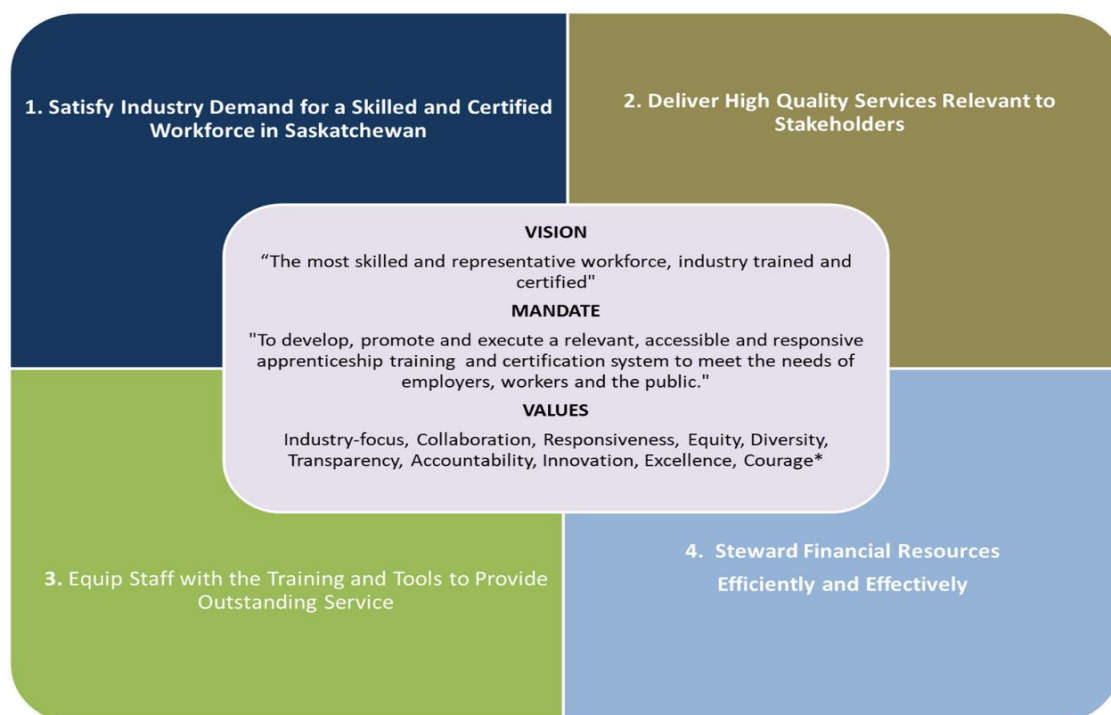 1. Satisfy Industry Demand for a Skilled and Certified
Workforce in Saskatchewan
2. Deliver High Quality Services Relevant to
Stakeholders
VISION
“The most skilled and representative workforce, industry trained and
certified"
MANDATE
"To develop, promote and execute a relevant, accessible and responsive
apprenticeship training and certification system to meet the needs of
employers, workers and the public."
VALUES
Industry-focus, Collaboration, Responsiveness, Equity, Diversity,
Transparency, Accountability, Innovation, Excellence, Courage*
3. Equip Staff with the Training and Tools to Provide
Outstanding Service
4. Steward Financial Resources
Efficiently and Effectively